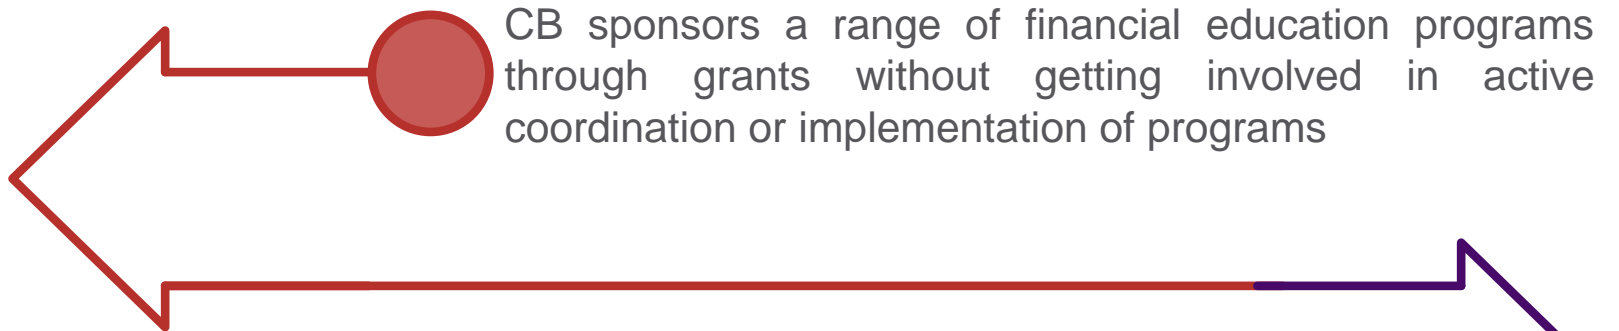 CB sponsors a range of financial education programs
through grants without getting involved in active
coordination or implementation of programs